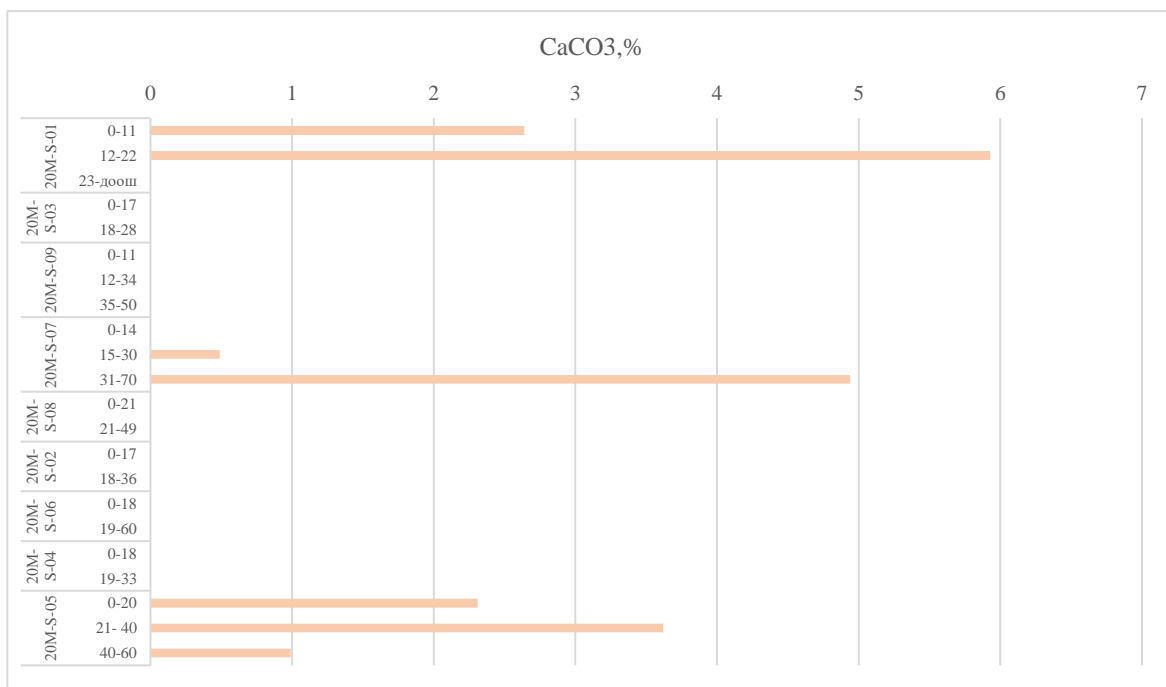 CaCO3,%
0 1 2 3 4 5 6 7
20M-S-01
0-11
12-22
23-доош
20M-
S-03
0-17
18-28
20M-S-09
0-11
12-34
35-50
20M-S-07
0-14
15-30
31-70
20M-
S-08
0-21
21-49
20M-
S-02
0-17
18-36
20M-
S-06
0-18
19-60
20M-
S-04
0-18
19-33
20M-S-05
0-20
21- 40
40-60